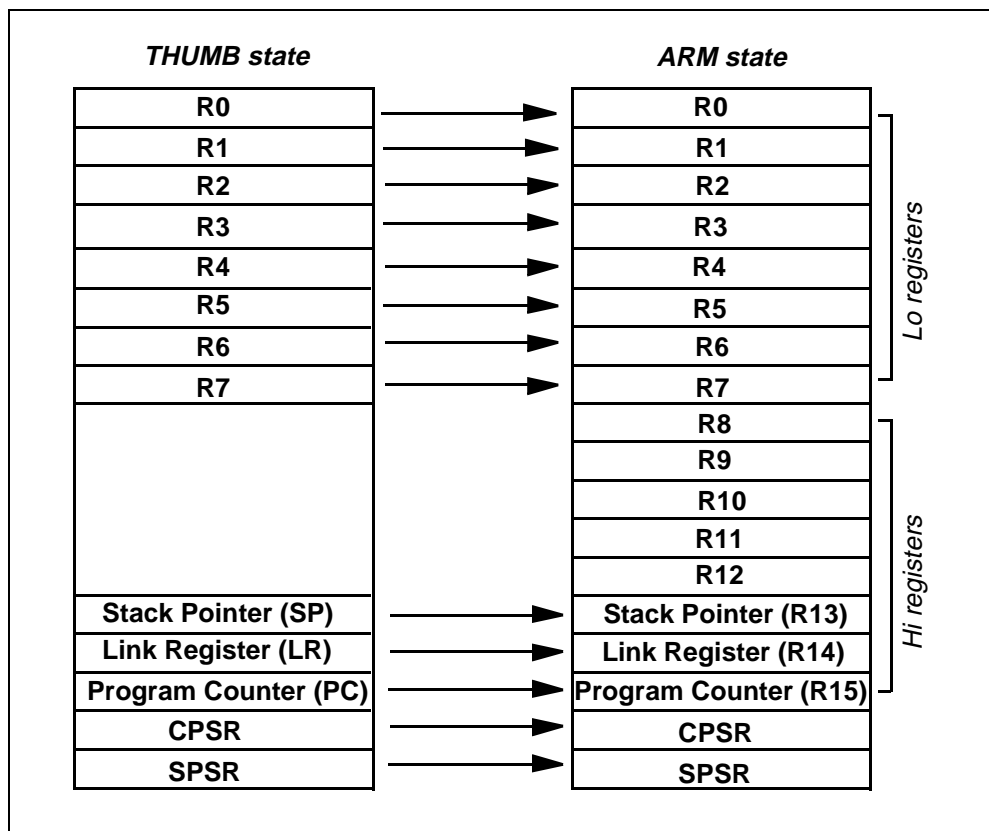 THUMB state
R0
R1
R2
R3
R4
R5
R6
R7
Stack Pointer (SP)
Link Register (LR)
Program Counter (PC)
CPSR
SPSR
ARM state
R0
R1
R2
R3
R4
R5
R6
R7
R8
R9
R10
R11
R12
Stack Pointer (R13)
Link Register (R14)
Program Counter (R15)
CPSR
SPSR
Lo registers
Hi registers